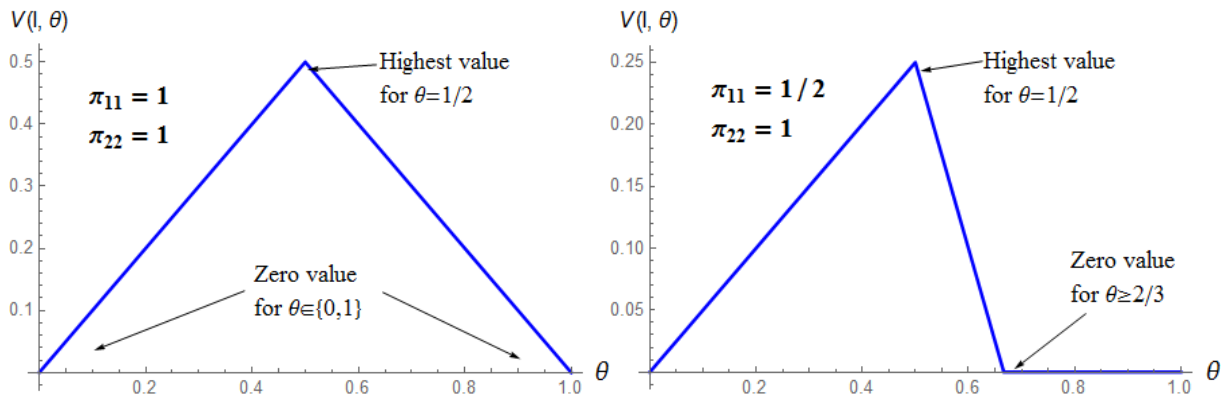 V(I, θ)
0.5
0.4
0.3
0.2
0.1
π11 = 1
π22 = 1
Highest value
for θ=1/2
Zero value
for θ∈{0,1}
0.2 0.4 0.6 0.8 1.0 θ
V(I, θ)
0.25
0.20
0.15
0.10
0.05
π11 = 1 / 2
π22 = 1
Highest value
for θ=1/2
Zero value
for θ≥2/3
0.2 0.4 0.6 0.8 1.0 θ